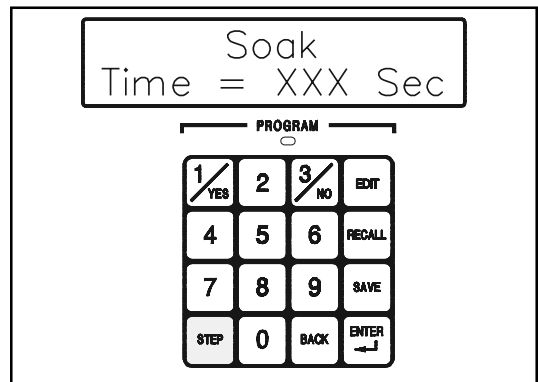 Soak
Time = XXX Sec
PROGRAM
1/YES 2 3/NO EDIT
4 5 6 RECALL
7 8 9 SAVE
STEP 0 BACK ENTER